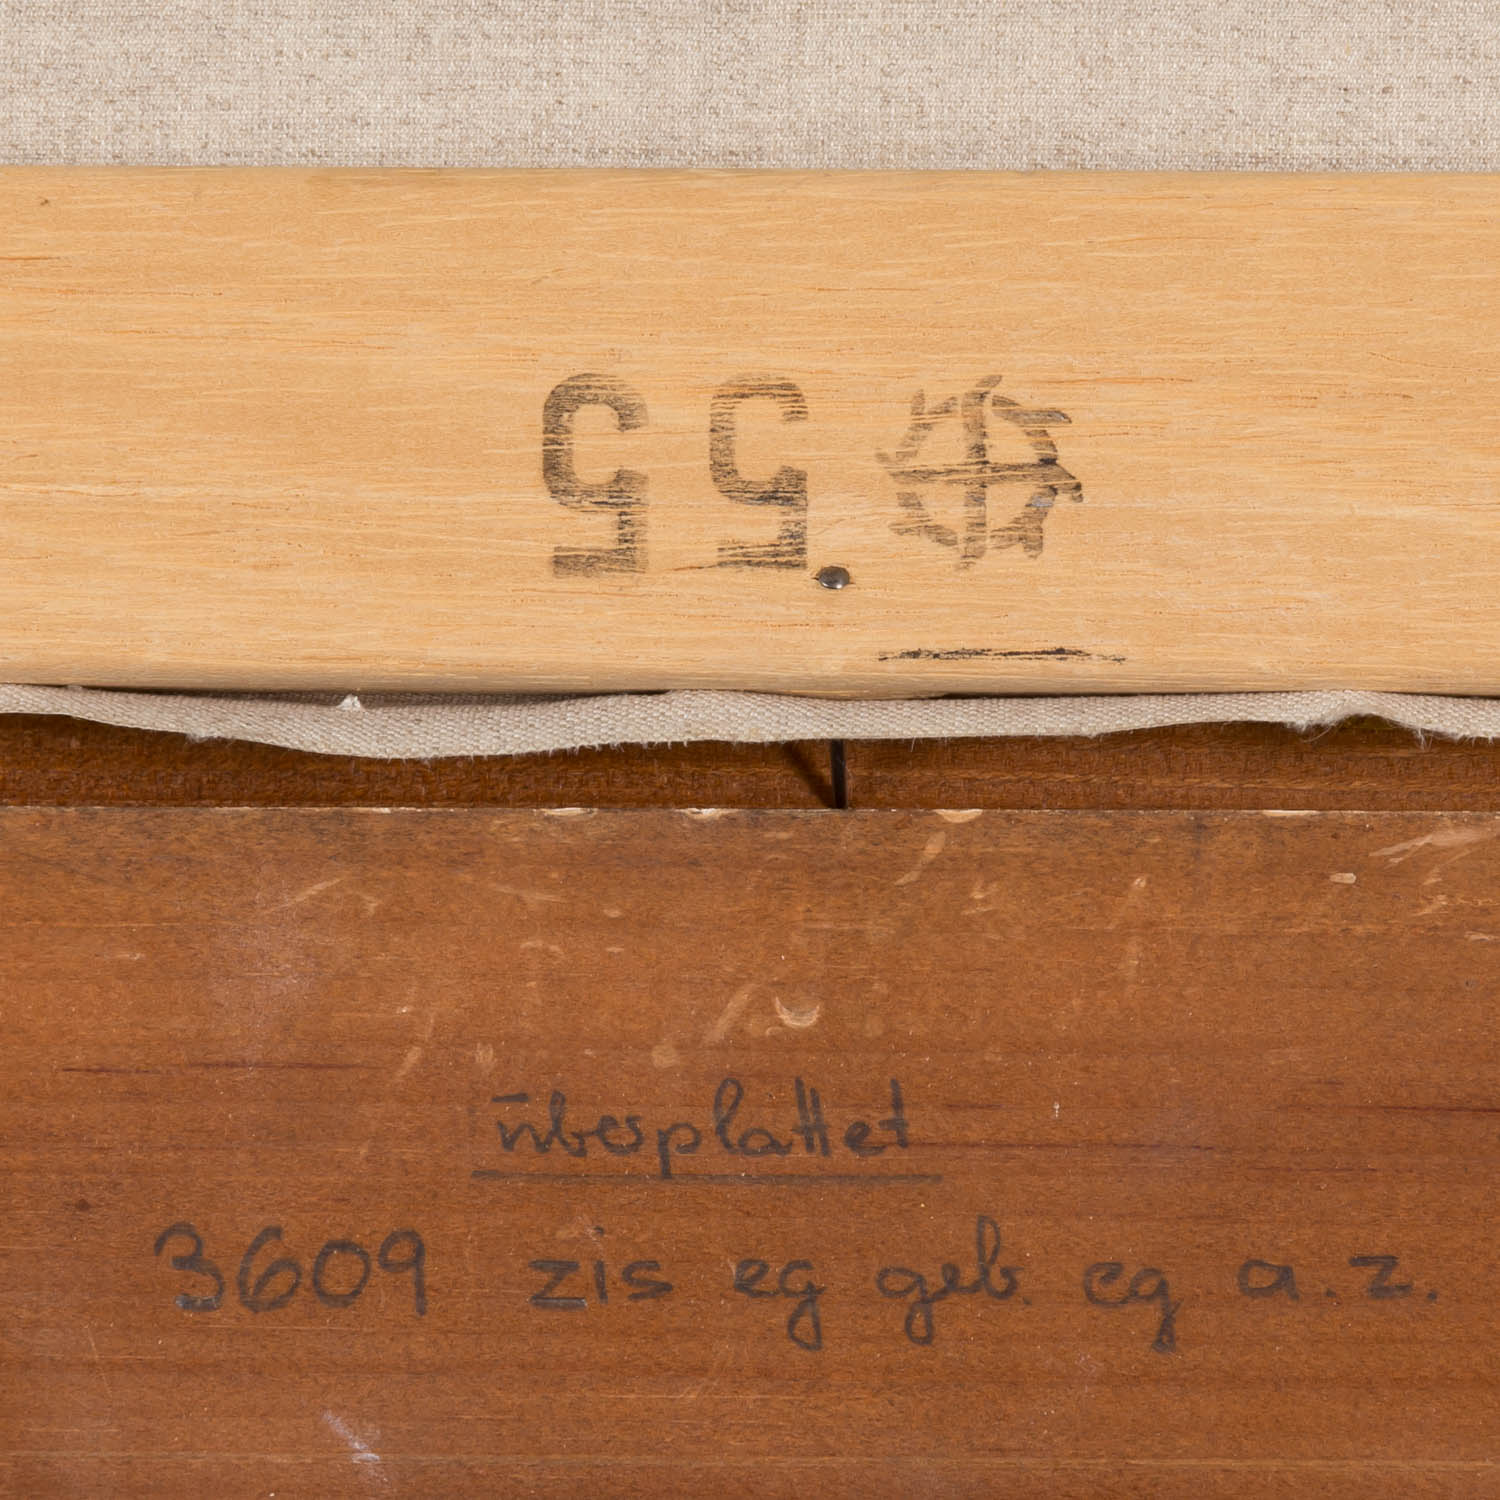 55
überplattet
3609 zis eg geb. eg a.z.